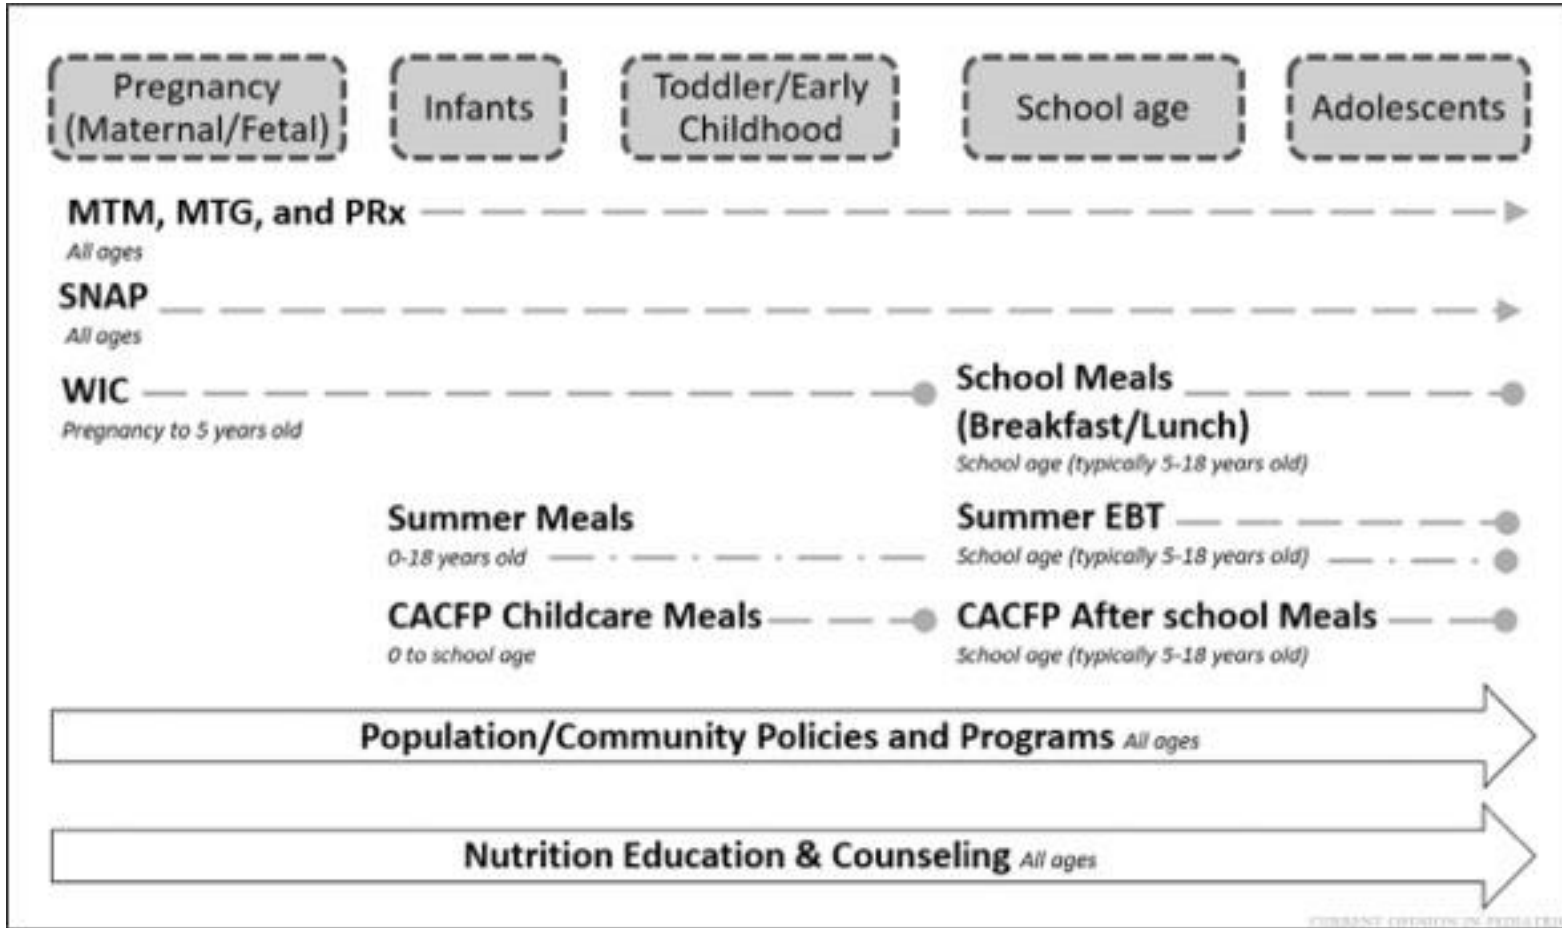 Pregnancy
(Maternal/Fetal)
Infants
Toddler/Early
Childhood
School age
Adolescents
MTM, MTG, and PRx
All ages
SNAP
All ages
WIC
Pregnancy to 5 years old
School Meals
(Breakfast/Lunch)
School age (typically 5-18 years old)
Summer Meals
0-18 years old
Summer EBT
School age (typically 5-18 years old)
CACFP Childcare Meals
0 to school age
CACFP After school Meals
School age (typically 5-18 years old)
Population/Community Policies and Programs All ages
Nutrition Education & Counseling All ages
CURRENT OPINION IN